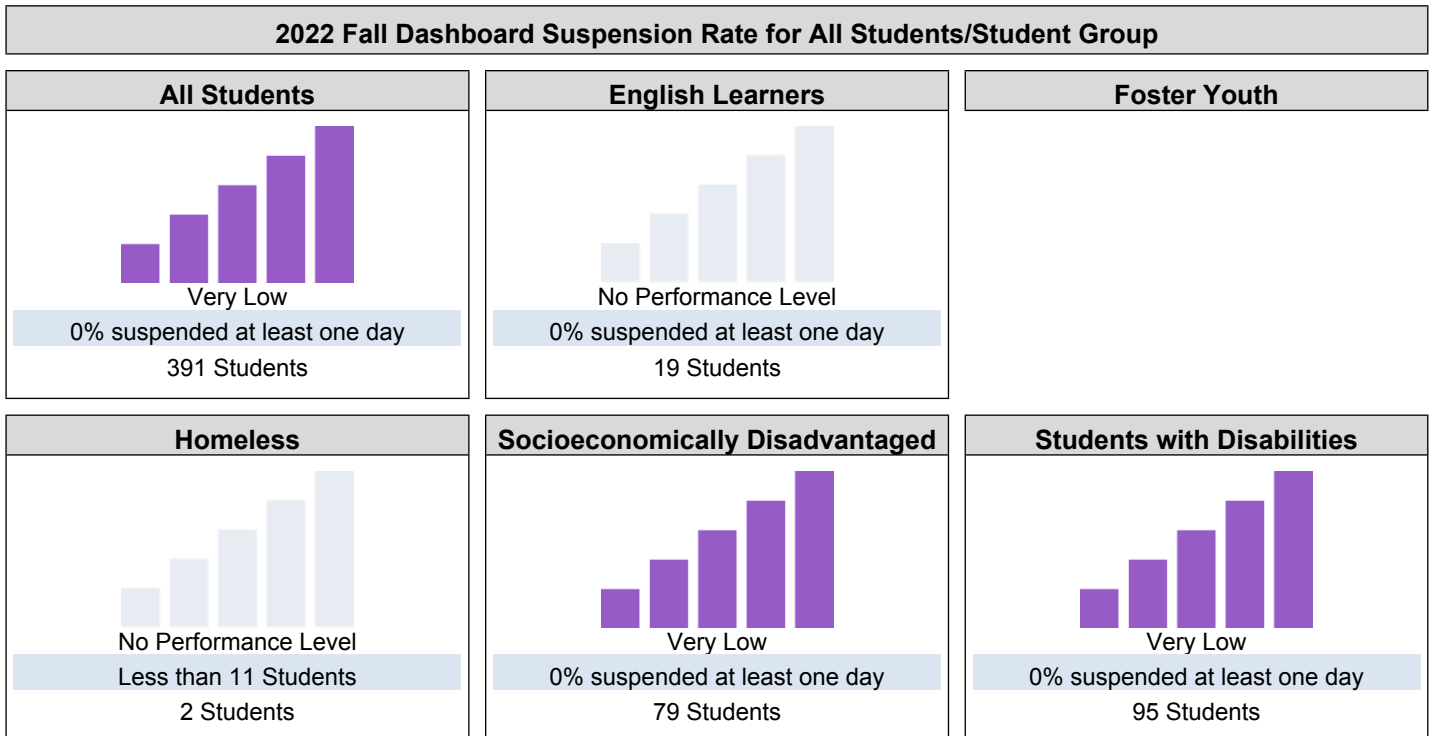 2022 Fall Dashboard Suspension Rate for All Students/Student Group
All Students
Very Low
0% suspended at least one day
391 Students
English Learners
No Performance Level
0% suspended at least one day
19 Students
Foster Youth
Homeless
No Performance Level
Less than 11 Students
2 Students
Socioeconomically Disadvantaged
Very Low
0% suspended at least one day
79 Students
Students with Disabilities
Very Low
0% suspended at least one day
95 Students